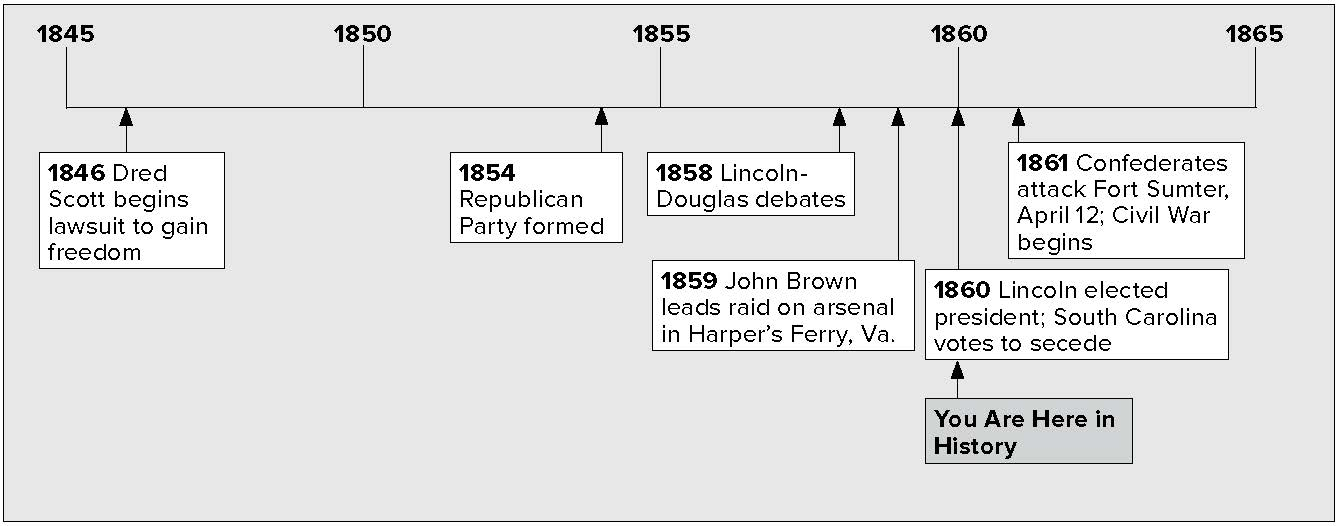 1845
1850
1855
1860
1865
1846 Dred
Scott begins
lawsuit to gain
freedom
1854
Republican
Party formed
1858 Lincoln-
Douglas debates
1859 John Brown
leads raid on arsenal
in Harper's Ferry, Va.
1860 Lincoln elected
president; South Carolina
votes to secede
1861 Confederates
attack Fort Sumter,
April 12; Civil War
begins
You Are Here in
History